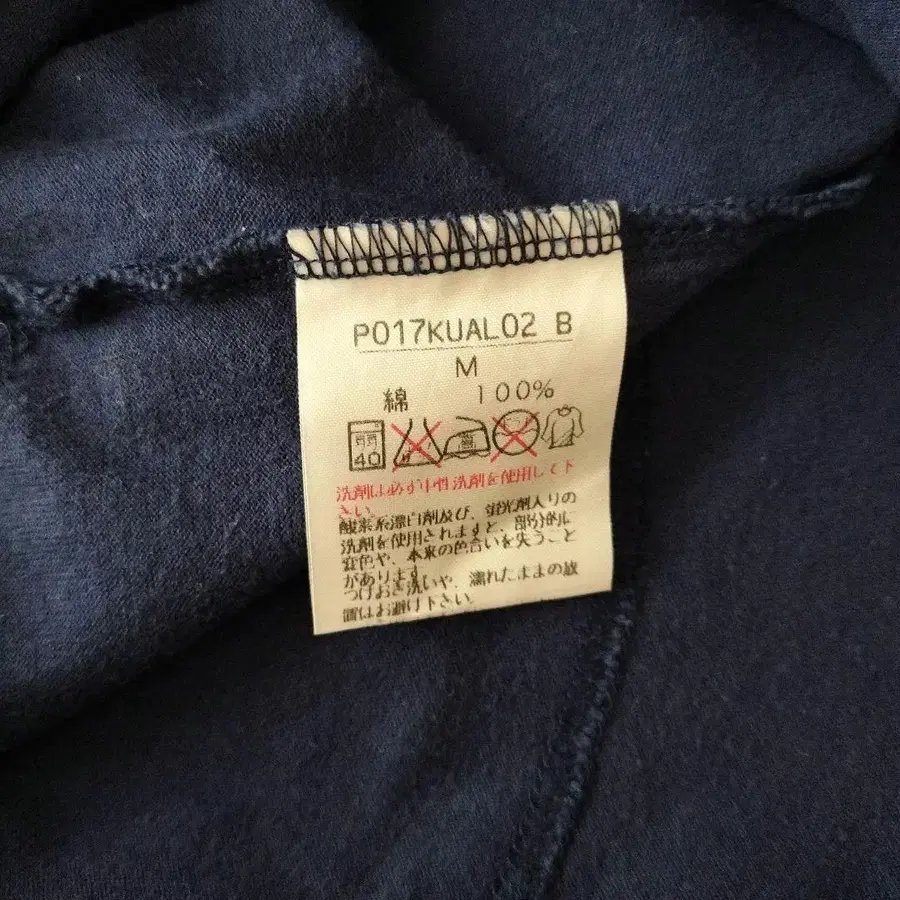 P017KUAL02 B
M
綿 100%
40
洗剤は必ず中性洗剤を使用して下
さい。
酸素系漂白剤及び、蛍光剤入りの
洗剤を使用されますと、部分的に
変色や、本来の色合いを失うこと
があります。
つけおき洗いや、濡れたままの放
置はお避け下さい。